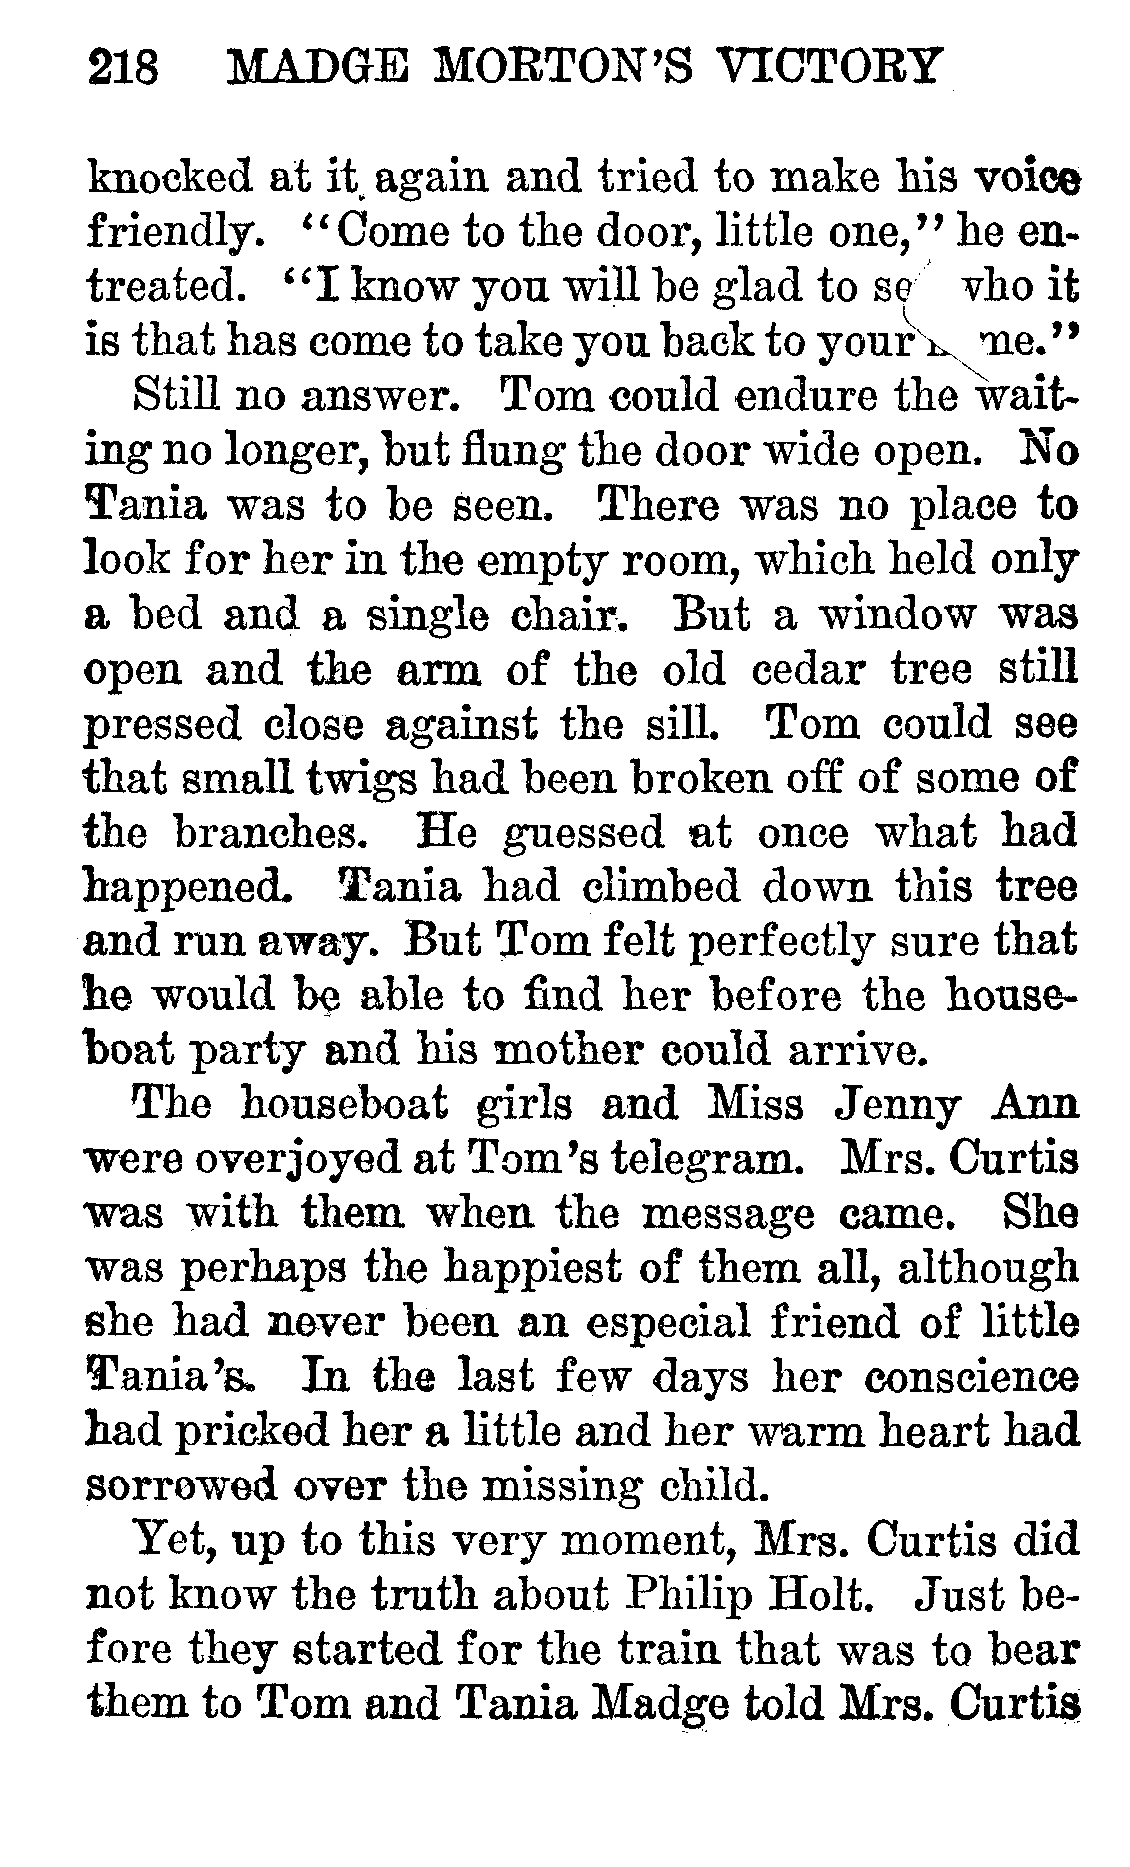 218 MADGE MORTON'S VICTORY
knocked at it again and tried to make his voice
friendly. "Come to the door, little one," he en-
treated. "I know you will be glad to it
is that has come to take you back to your
Still no answer. Tom could endure the wait-
ing no longer, but flung the door wide open. No
Tania was to be seen. There was no place to
look for her in the empty room, which held only
a bed and a single chair. But a window was
open and the arm of the old cedar tree still
pressed close against the sill. Tom could see
that small twigs had been broken off of some of
the branches. He guessed at once what had
happened. Tania had climbed down this tree
and run away. But Tom felt perfectly sure that
he would be able to find her before the house-
boat party and his mother could arrive.
The houseboat girls and Miss Jenny Ann
were overjoyed at Tom's telegram. Mrs. Curtis
was with them when the message came. She
was perhaps the happiest of them all, although
she had never been an especial friend of little
Tania's. In the last few days her conscience
had pricked her a little and her warm heart had
sorrowed over the missing child.
Yet, up to this very moment, Mrs. Curtis did
not know the truth about Philip Holt. Just be-
fore they started for the train that was to bear
them to Tom and Tania Madge told Mrs. Curtis